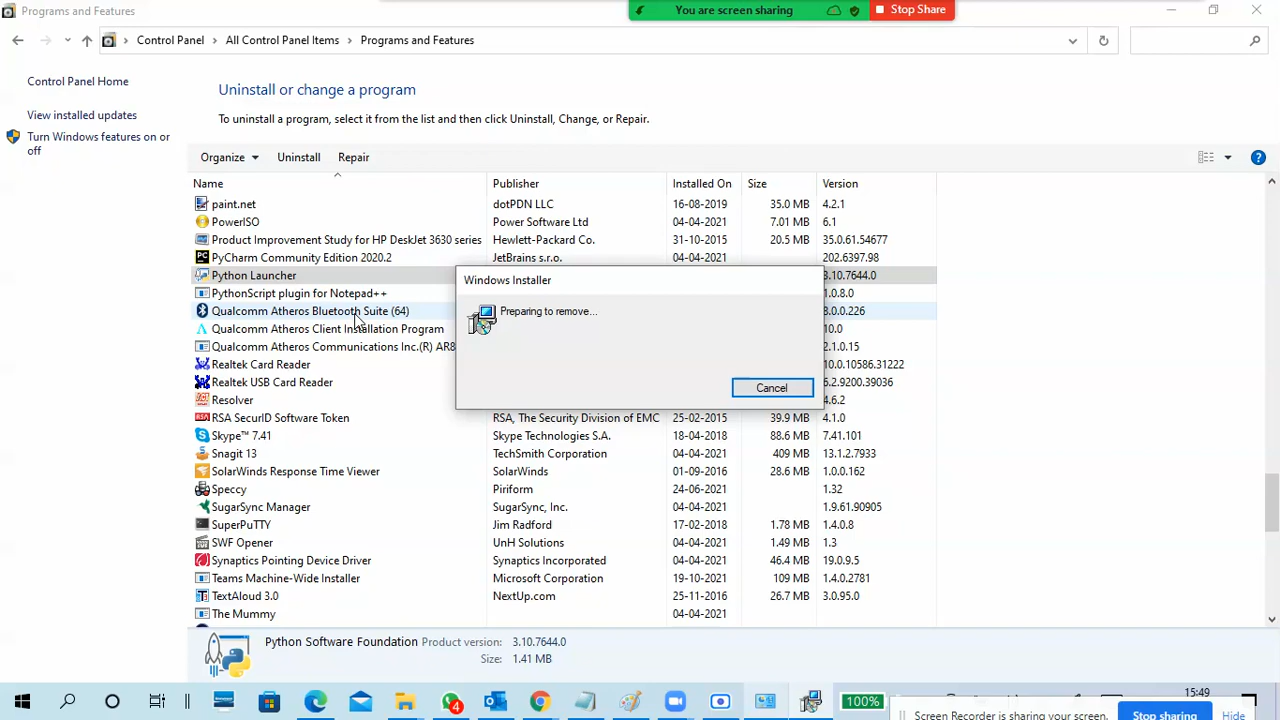 Programs and Features
You are screen sharing
Stop Share
Control Panel
All Control Panel Items
Programs and Features
Control Panel Home
View installed updates
Turn Windows features on or off
Uninstall or change a program
To uninstall a program, select it from the list and then click Uninstall, Change, or Repair.
Organize
Uninstall
Repair
Name Publisher Installed On Size Version
paint.net dotPDN LLC 16-08-2019 35.0 MB 4.2.1
PowerISO Power Software Ltd 04-04-2021 7.01 MB 6.1
Product Improvement Study for HP DeskJet 3630 series Hewlett-Packard Co. 31-10-2015 20.5 MB 35.0.61.54677
PyCharm Community Edition 2020.2 JetBrains s.r.o. 202.6397.98
Python Launcher 3.10.7644.0
PythonScript plugin for Notepad++ 1.0.8.0
Qualcomm Atheros Bluetooth Suite (64) 8.0.0.226
Qualcomm Atheros Client Installation Program 10.0
Qualcomm Atheros Communications Inc.(R) AR8 2.1.0.15
Realtek Card Reader 10.0.10586.31222
Realtek USB Card Reader 6.2.9200.39036
Resolver 4.6.2
RSA SecurID Software Token RSA, The Security Division of EMC 25-02-2015 39.9 MB 4.1.0
Skype™ 7.41 Skype Technologies S.A. 18-04-2018 88.6 MB 7.41.101
Snagit 13 TechSmith Corporation 04-04-2021 409 MB 13.1.2.7933
SolarWinds Response Time Viewer SolarWinds 01-09-2016 28.6 MB 1.0.0.162
Speccy Piriform 24-06-2021 1.32
SugarSync Manager SugarSync, Inc. 04-04-2021 1.9.61.90905
SuperPuTTY Jim Radford 17-02-2018 1.78 MB 1.4.0.8
SWF Opener UnH Solutions 04-04-2021 1.49 MB 1.3
Synaptics Pointing Device Driver Synaptics Incorporated 04-04-2021 46.4 MB 19.0.9.5
Teams Machine-Wide Installer Microsoft Corporation 19-10-2021 109 MB 1.4.0.2781
TextAloud 3.0 NextUp.com 25-11-2016 26.7 MB 3.0.95.0
The Mummy 04-04-2021
Windows Installer
Preparing to remove...
Cancel
Python Software Foundation Product version: 3.10.7644.0
Size: 1.41 MB
4
100%
15:49
Screen Recorder is sharing your screen.
Stop sharing
Hide